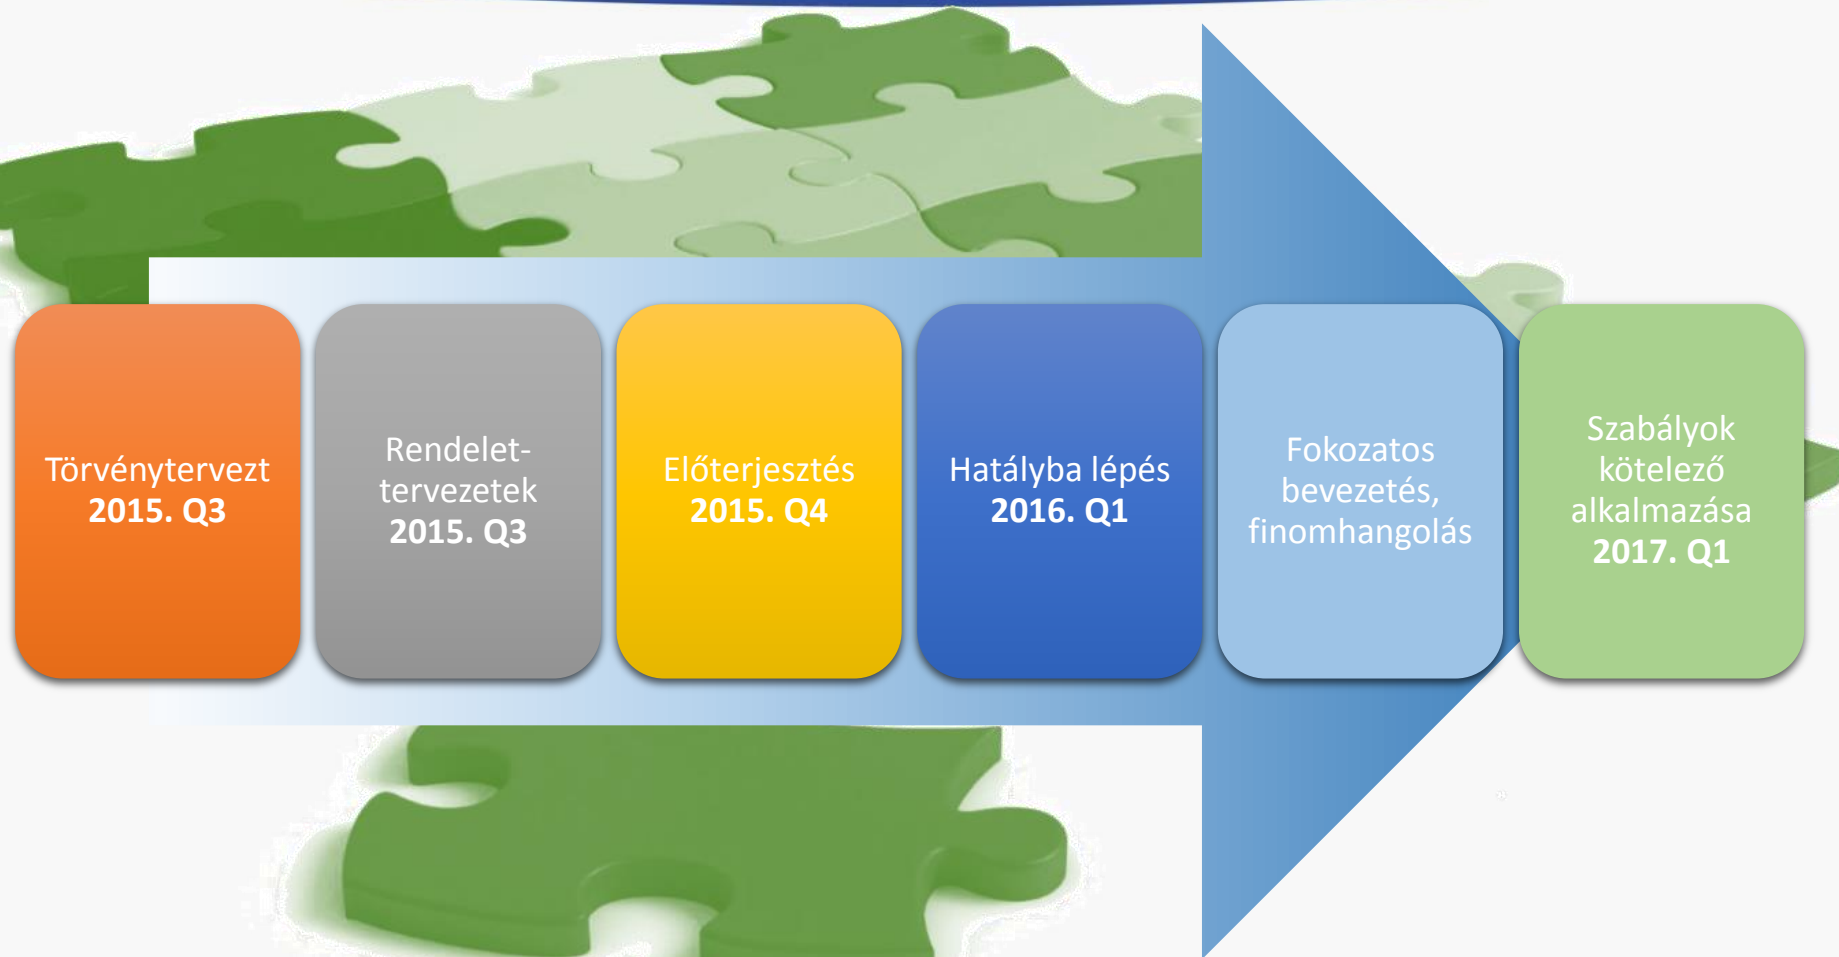 Törvénytervezt
2015. Q3
Rendelet-
tervezetek
2015. Q3
Előterjesztés
2015. Q4
Hatályba lépés
2016. Q1
Fokozatos
bevezetés,
finomhangolás
Szabályok
kötelező
alkalmazása
2017. Q1